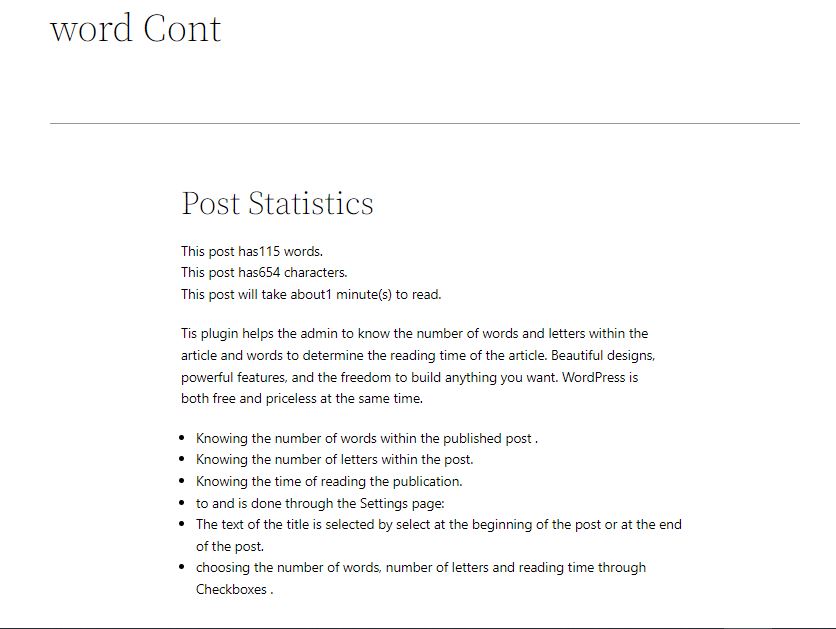 word Cont
Post Statistics
This post has115 words.
This post has654 characters.
This post will take about1 minute(s) to read.
Tis plugin helps the admin to know the number of words and letters within the
article and words to determine the reading time of the article. Beautiful designs,
powerful features, and the freedom to build anything you want. WordPress is
both free and priceless at the same time.
• Knowing the number of words within the published post .
• Knowing the number of letters within the post.
• Knowing the time of reading the publication.
• to and is done through the Settings page:
• The text of the title is selected by select at the beginning of the post or at the end
of the post.
• choosing the number of words, number of letters and reading time through
Checkboxes .